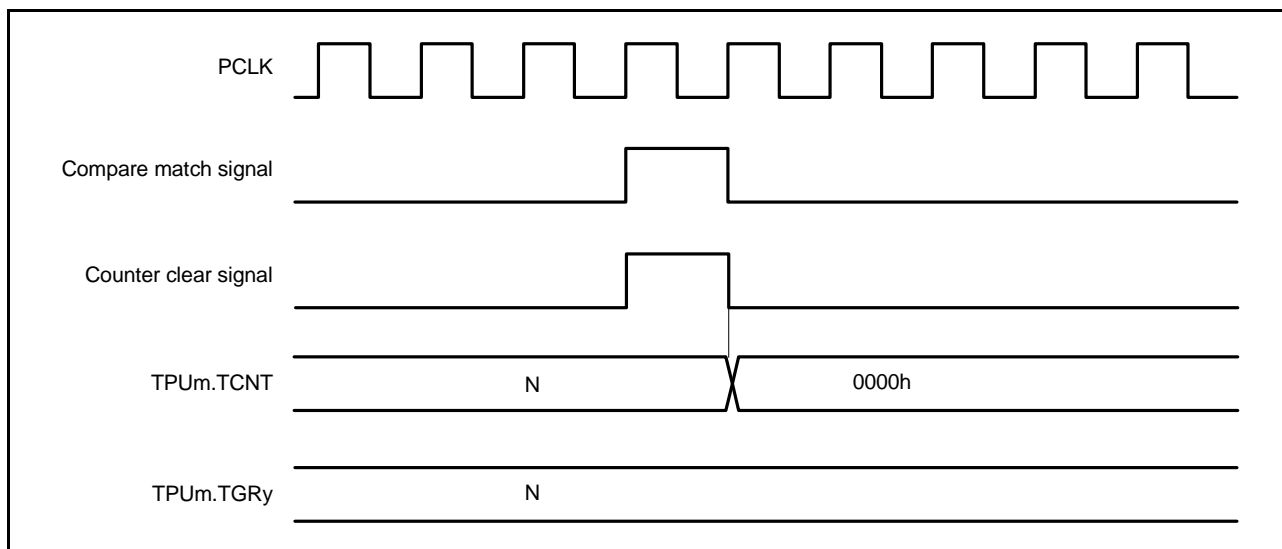 PCLK
Compare match signal
Counter clear signal
TPUm.TCNT N 0000h
TPUm.TGRy N